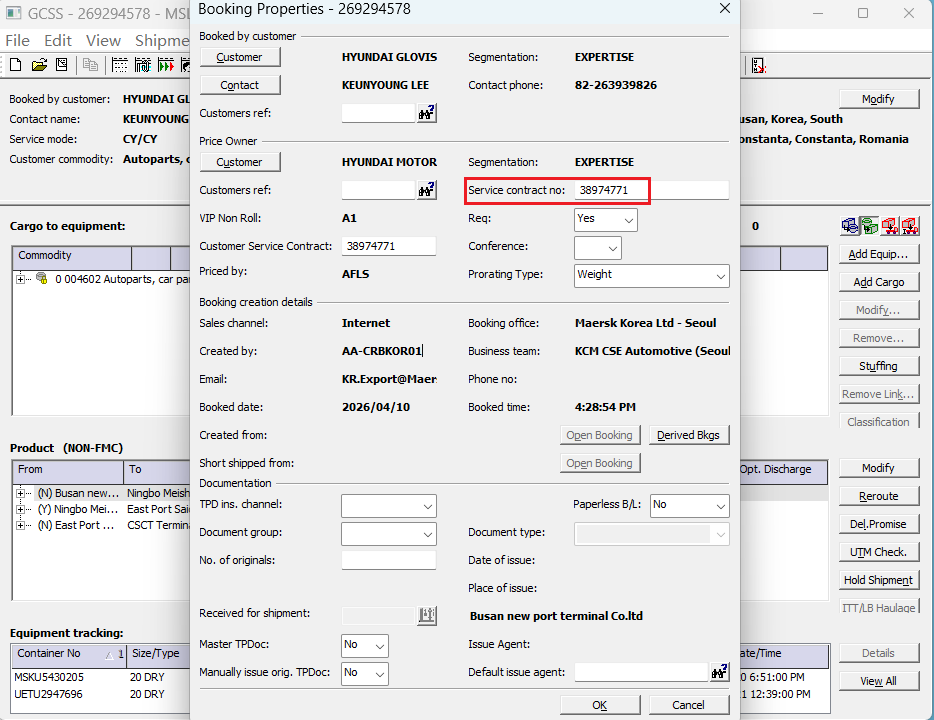 GCSS - 269294578 - MSL
Booking Properties - 269294578
File Edit View Shipme
Booked by customer: HYUNDAI GL
Contact name: KEUNYOUNG
Service mode: CY/CY
Customer commodity: Autoparts, c
Modify
usan, Korea, South
onstanta, Constanta, Romania
Booked by customer
Customer HYUNDAI GLOVIS Segmentation: EXPERTISE
Contact KEUNYOUNG LEE Contact phone: 82-263939826
Customers ref:
Price Owner
Customer HYUNDAI MOTOR Segmentation: EXPERTISE
Customers ref: Service contract no: 38974771
VIP Non Roll: A1 Req: Yes
Customer Service Contract: 38974771 Conference:
Priced by: AFLS Prorating Type: Weight
Booking creation details
Sales channel: Internet Booking office: Maersk Korea Ltd - Seoul
Created by: AA-CRBKOR01 Business team: KCM CSE Automotive (Seoul
Email: KR.Export@Maer Phone no:
Booked date: 2026/04/10 Booked time: 4:28:54 PM
Created from: Open Booking Derived Bkgs
Short shipped from: Open Booking
Documentation
TPD ins. channel: Paperless B/L: No
Document group: Document type:
No. of originals: Date of issue:
Place of issue:
Received for shipment: Busan new port terminal Co.ltd
Master TPDoc: No Issue Agent:
Manually issue orig. TPDoc: No Default issue agent:
OK Cancel
Cargo to equipment: 0
Commodity
0 004602 Autoparts, car pa
Add Equip...
Add Cargo
Modify...
Remove...
Stuffing
Remove Link...
Classification
Product (NON-FMC)
From To Opt. Discharge
(N) Busan new... Ningbo Meish
(Y) Ningbo Mei... East Port Sai
(N) East Port ... CSCT Termin
Modify
Reroute
Del.Promise
UTM Check.
Hold Shipment
ITT/LB Haulage
Equipment tracking:
Container No 1 Size/Type ate/Time
MSKU5430205 20 DRY 0 6:51:00 PM
UETU2947696 20 DRY 1 12:39:00 PM
Details
View All